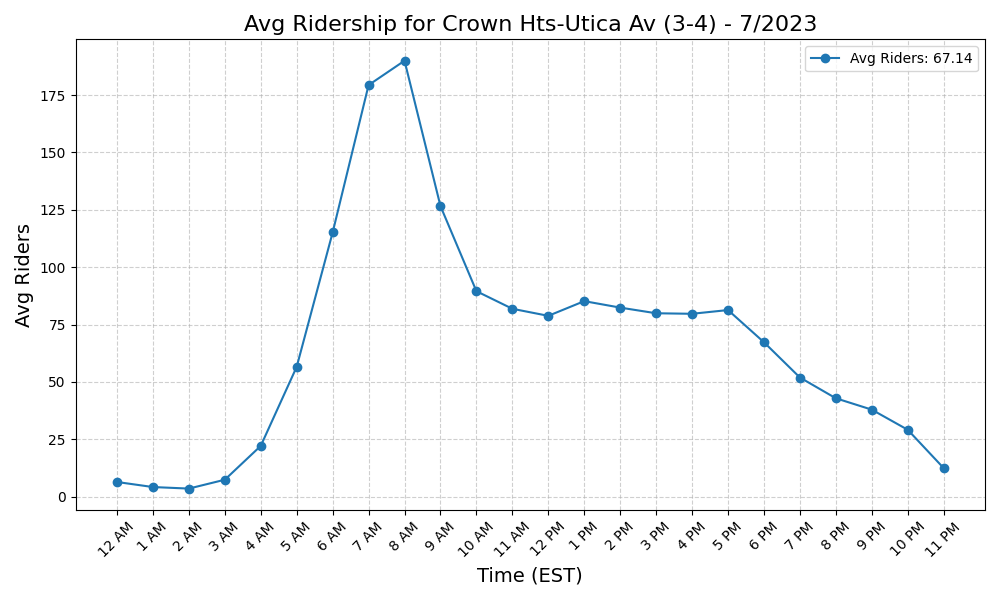 Avg Ridership for Crown Hts-Utica Av (3-4) - 7/2023
Avg Riders: 67.14
Avg Riders
175
150
125
100
75
50
25
0
12 AM
1 AM
2 AM
3 AM
4 AM
5 AM
6 AM
7 AM
8 AM
9 AM
10 AM
11 AM
12 PM
1 PM
2 PM
3 PM
4 PM
5 PM
6 PM
7 PM
8 PM
9 PM
10 PM
11 PM
Time (EST)